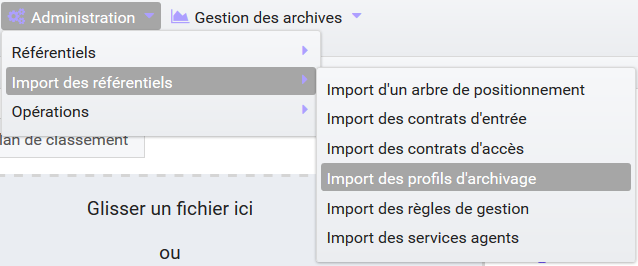 Administration Gestion des archives
Référentiels
Import des référentiels
Opérations
Import d'un arbre de positionnement
Import des contrats d'entrée
Import des contrats d'accès
Import des profils d'archivage
Import des règles de gestion
Import des services agents
lan de classement
Glisser un fichier ici
ou